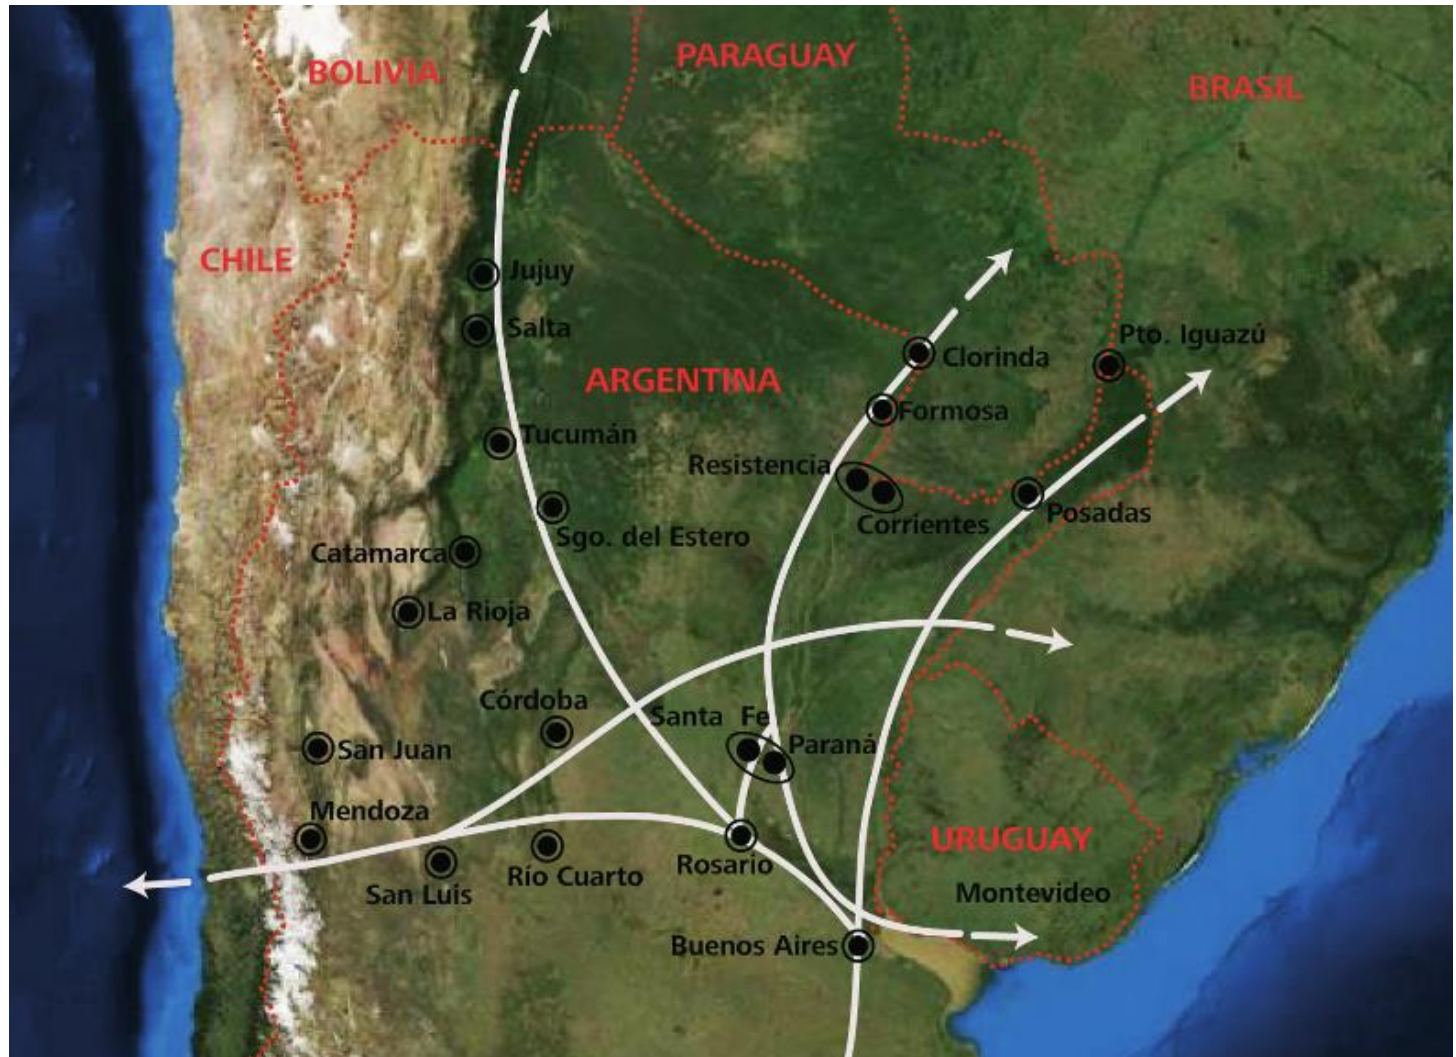 BOLIVIA
PARAGUAY
BRASIL
CHILE
Jujuy
Salta
Pto. Iguazú
Clorinda
ARGENTINA
Formosa
Tucumán
Resistencia
Corrientes
Posadas
Sgo. del Estero
Catamarca
La Rioja
Córdoba
Santa Fe
Paraná
San Juan
Mendoza
URUGUAY
Rosario
Río Cuarto
San Luis
Montevideo
Buenos Aires